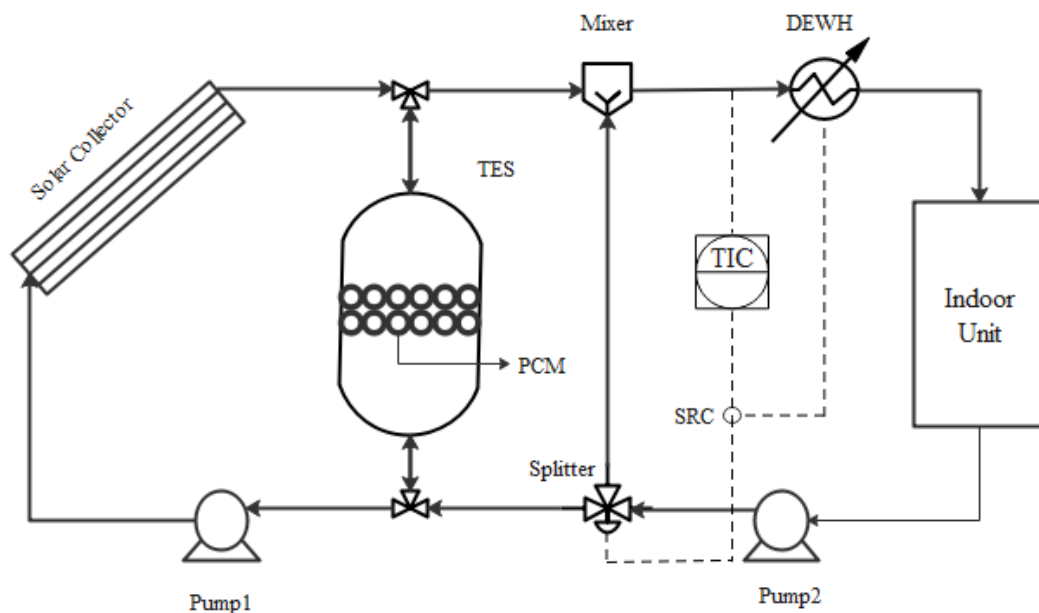 Mixer
DEWH
Solar Collector
TES
TIC
Indoor
Unit
PCM
SRC
Splitter
Pump1
Pump2